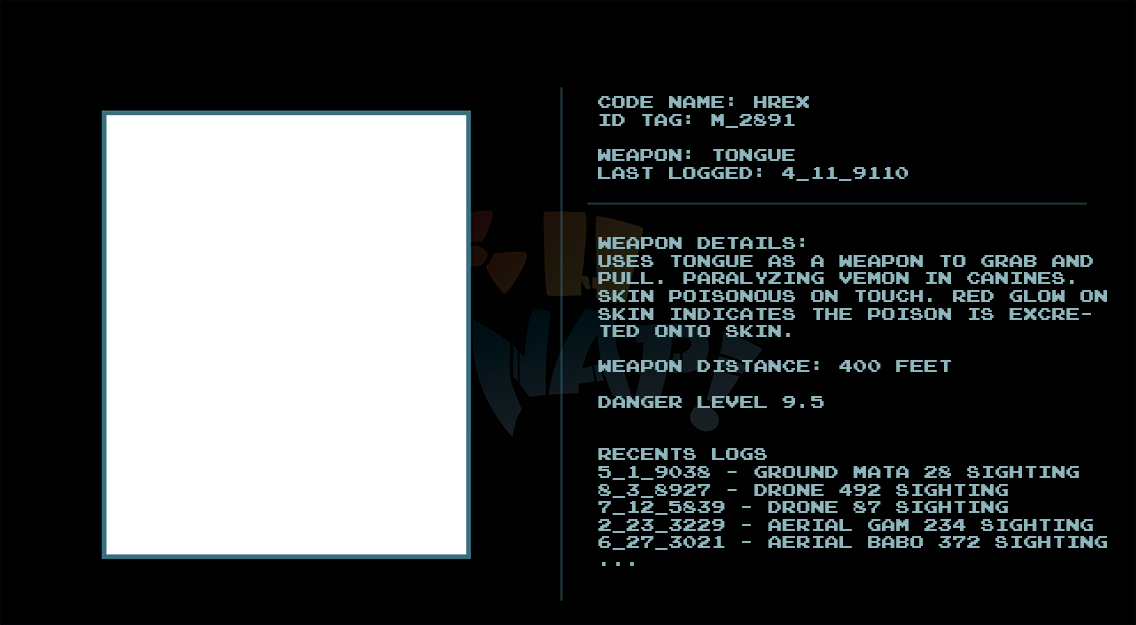 CODE NAME: HREX
ID TAG: M_2891
WEAPON: TONGUE
LAST LOGGED: 4_11_9110
WEAPON DETAILS:
USES TONGUE AS A WEAPON TO GRAB AND
PULL. PARALYZING VEMON IN CANINES.
SKIN POISONOUS ON TOUCH. RED GLOW ON
SKIN INDICATES THE POISON IS EXCRE-
TED ONTO SKIN.
WEAPON DISTANCE: 400 FEET
DANGER LEVEL 9.5
RECENTS LOGS
5_1_9038 - GROUND MATA 28 SIGHTING
8_3_8927 - DRONE 492 SIGHTING
7_12_5839 - DRONE 87 SIGHTING
2_23_3229 - AERIAL GAM 234 SIGHTING
6_27_3021 - AERIAL BABO 372 SIGHTING
...